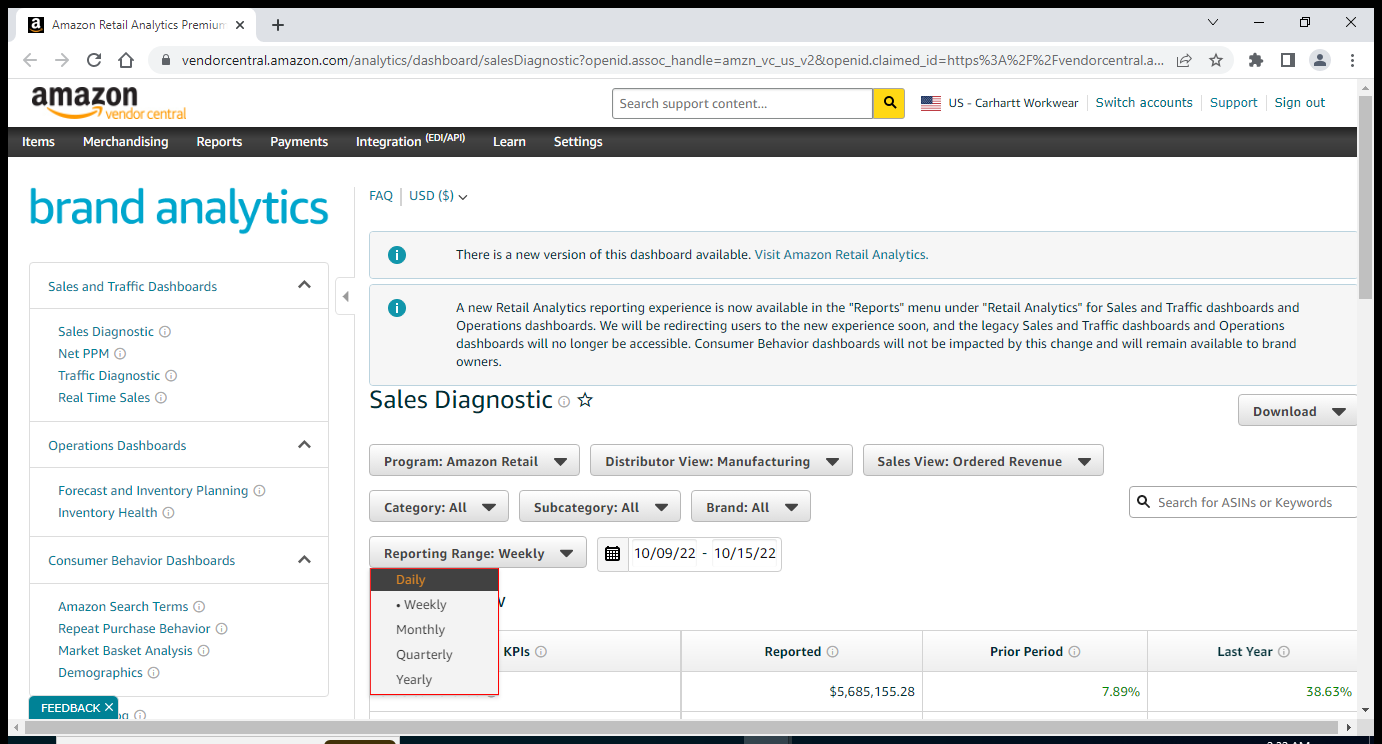 Amazon Retail Analytics Premium
vendorcentral.amazon.com/analytics/dashboard/salesDiagnostic?openid.assoc_handle=amzn_vc_us_v2&openid.claimed_id=https%3A%2F%2Fvendorcentral.a...
amazon
vendor central
Search support content...
US - Carhartt Workwear
Switch accounts
Support
Sign out
Items Merchandising Reports Payments Integration (EDI/API) Learn Settings
brand analytics
Sales and Traffic Dashboards
Sales Diagnostic
Net PPM
Traffic Diagnostic
Real Time Sales
Operations Dashboards
Forecast and Inventory Planning
Inventory Health
Consumer Behavior Dashboards
Amazon Search Terms
Repeat Purchase Behavior
Market Basket Analysis
Demographics
FEEDBACK
FAQ USD ($)
There is a new version of this dashboard available. Visit Amazon Retail Analytics.
A new Retail Analytics reporting experience is now available in the "Reports" menu under "Retail Analytics" for Sales and Traffic dashboards and
Operations dashboards. We will be redirecting users to the new experience soon, and the legacy Sales and Traffic dashboards and Operations
dashboards will no longer be accessible. Consumer Behavior dashboards will not be impacted by this change and will remain available to brand
owners.
Sales Diagnostic
Download
Program: Amazon Retail
Distributor View: Manufacturing
Sales View: Ordered Revenue
Category: All
Subcategory: All
Brand: All
Search for ASINs or Keywords
Reporting Range: Weekly
10/09/22 - 10/15/22
Daily
• Weekly
Monthly
Quarterly
Yearly
KPIs Reported Prior Period Last Year
$5,685,155.28 7.89% 38.63%